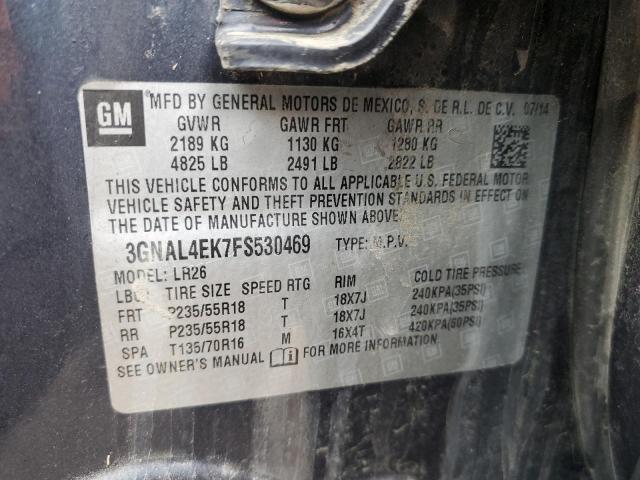 GM MFD BY GENERAL MOTORS DE MEXICO, S. DE R.L. DE C.V. 07/14
GVWR GAWR FRT GAWR RR
2189 KG 1130 KG 1280 KG
4825 LB 2491 LB 2822 LB
THIS VEHICLE CONFORMS TO ALL APPLICABLE U.S. FEDERAL MOTOR
VEHICLE SAFETY AND THEFT PREVENTION STANDARDS IN EFFECT ON
THE DATE OF MANUFACTURE SHOWN ABOVE.
3GNAL4EK7FS530469 TYPE: M.P.V.
MODEL: LR26
LBC TIRE SIZE SPEED RTG RIM COLD TIRE PRESSURE
FRT P235/55R18 T 18X7J 240KPA(35PSI)
RR P235/55R18 T 18X7J 240KPA(35PSI)
SPA T135/70R16 M 16X4T 420KPA(60PSI)
SEE OWNER'S MANUAL FOR MORE INFORMATION.